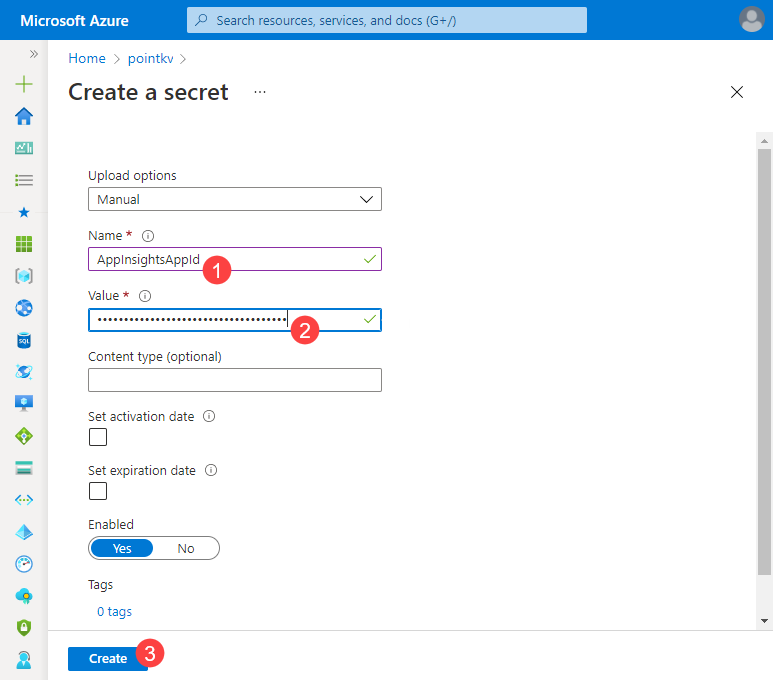 Microsoft Azure
Search resources, services, and docs (G+/)
Home > pointkv >
Create a secret ...
Upload options
Manual
Name *
AppInsightsAppId
1
Value *
••••••••••••••••••••••••••••••••••••
2
Content type (optional)
Set activation date
Set expiration date
Enabled
Yes No
Tags
0 tags
Create 3
SQL